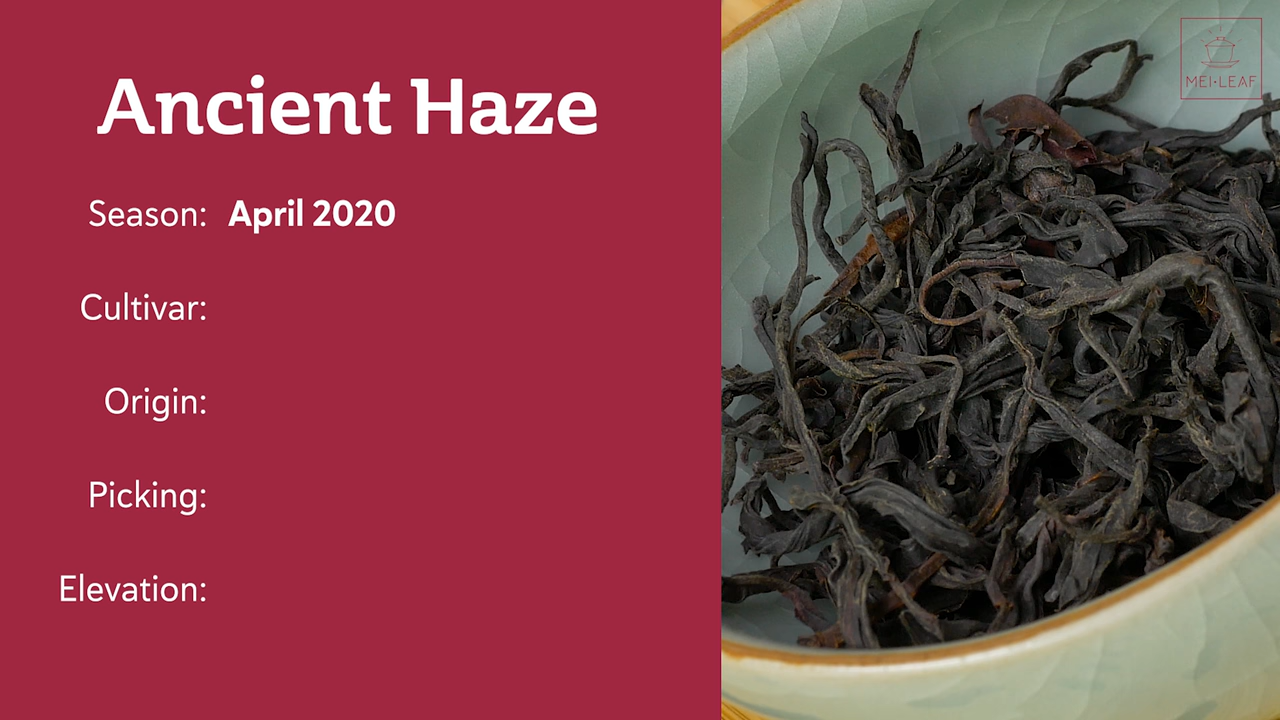 Ancient Haze
Season: April 2020
Cultivar:
Origin:
Picking:
Elevation:
MEI·LEAF